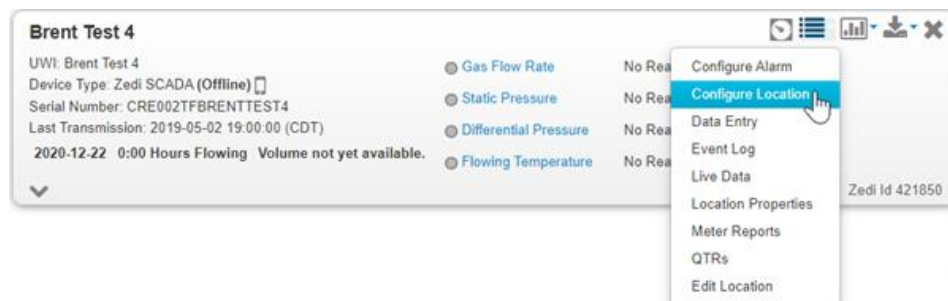 Brent Test 4
UWI: Brent Test 4
Device Type: Zedi SCADA (Offline)
Serial Number: CRE002TFBRENTTEST4
Last Transmission: 2019-05-02 19:00:00 (CDT)
2020-12-22 0:00 Hours Flowing Volume not yet available.
Gas Flow Rate No Rea
Static Pressure No Rea
Differential Pressure No Rea
Flowing Temperature No Rea
Configure Alarm
Configure Location
Data Entry
Event Log
Live Data
Location Properties
Meter Reports
QTRs
Edit Location
Zedi Id 421850